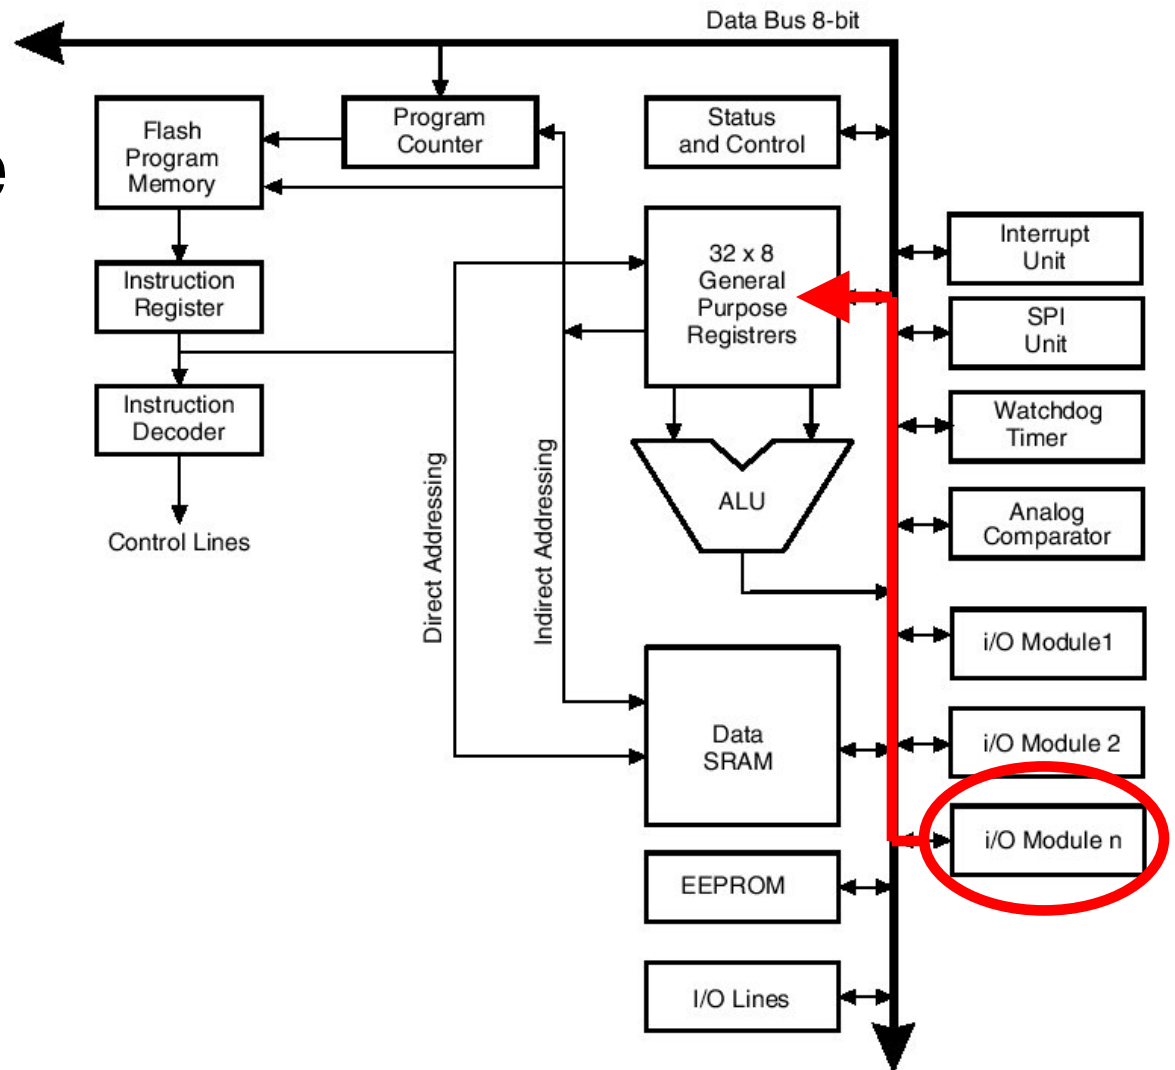 Data Bus 8-bit
e
Flash
Program
Memory
Program
Counter
Status
and Control
Instruction
Register
32 x 8
General
Purpose
Registrers
Interrupt
Unit
SPI
Unit
Instruction
Decoder
Watchdog
Timer
ALU
Analog
Comparator
Control Lines
Direct Addressing
Indirect Addressing
i/O Module1
Data
SRAM
i/O Module 2
i/O Module n
EEPROM
I/O Lines